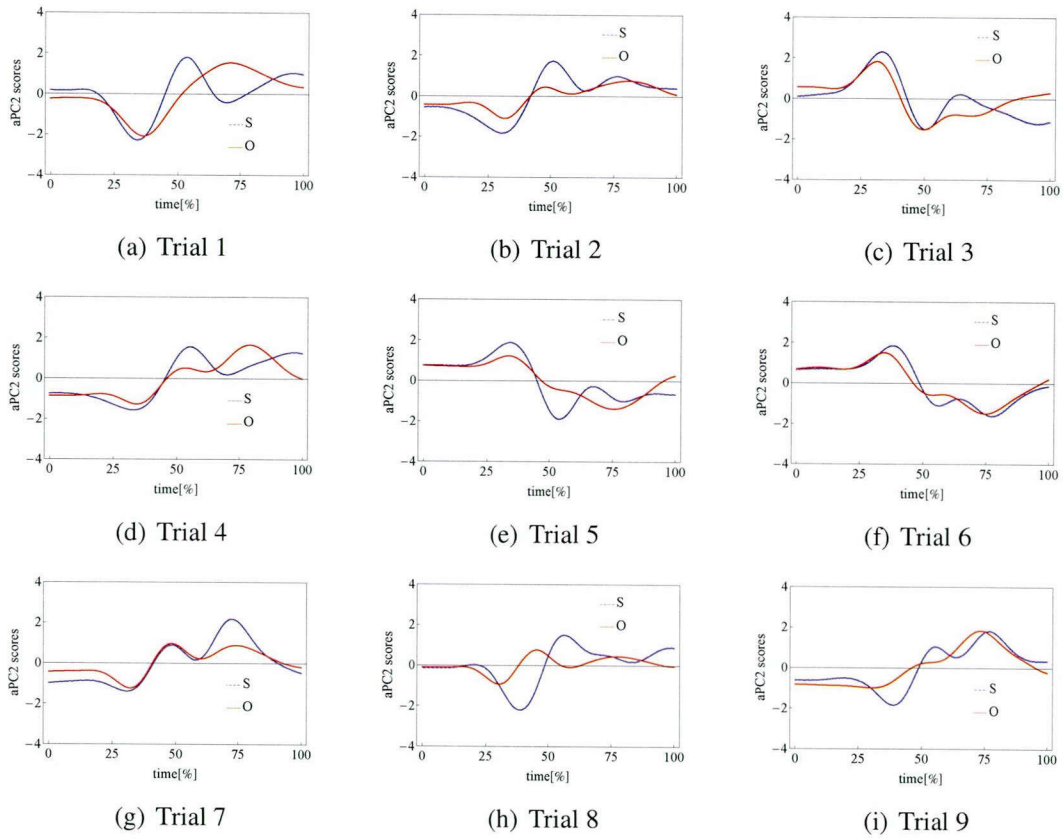 4
2
0
−2
−4
aPC2 scores
S
O
0 25 50 75 100
time[%]
(a) Trial 1
4
2
0
−2
−4
aPC2 scores
S
O
0 25 50 75 100
time[%]
(b) Trial 2
4
2
0
−2
−4
aPC2 scores
S
O
0 25 50 75 100
time[%]
(c) Trial 3
4
2
0
−2
−4
aPC2 scores
S
O
0 25 50 75 100
time[%]
(d) Trial 4
4
2
0
−2
−4
aPC2 scores
S
O
0 25 50 75 100
time[%]
(e) Trial 5
4
2
0
−2
−4
aPC2 scores
S
O
0 25 50 75 100
time[%]
(f) Trial 6
4
2
0
−2
−4
aPC2 scores
S
O
0 25 50 75 100
time[%]
(g) Trial 7
4
2
0
−2
−4
aPC2 scores
S
O
0 25 50 75 100
time[%]
(h) Trial 8
4
2
0
−2
−4
aPC2 scores
S
O
0 25 50 75 100
time[%]
(i) Trial 9